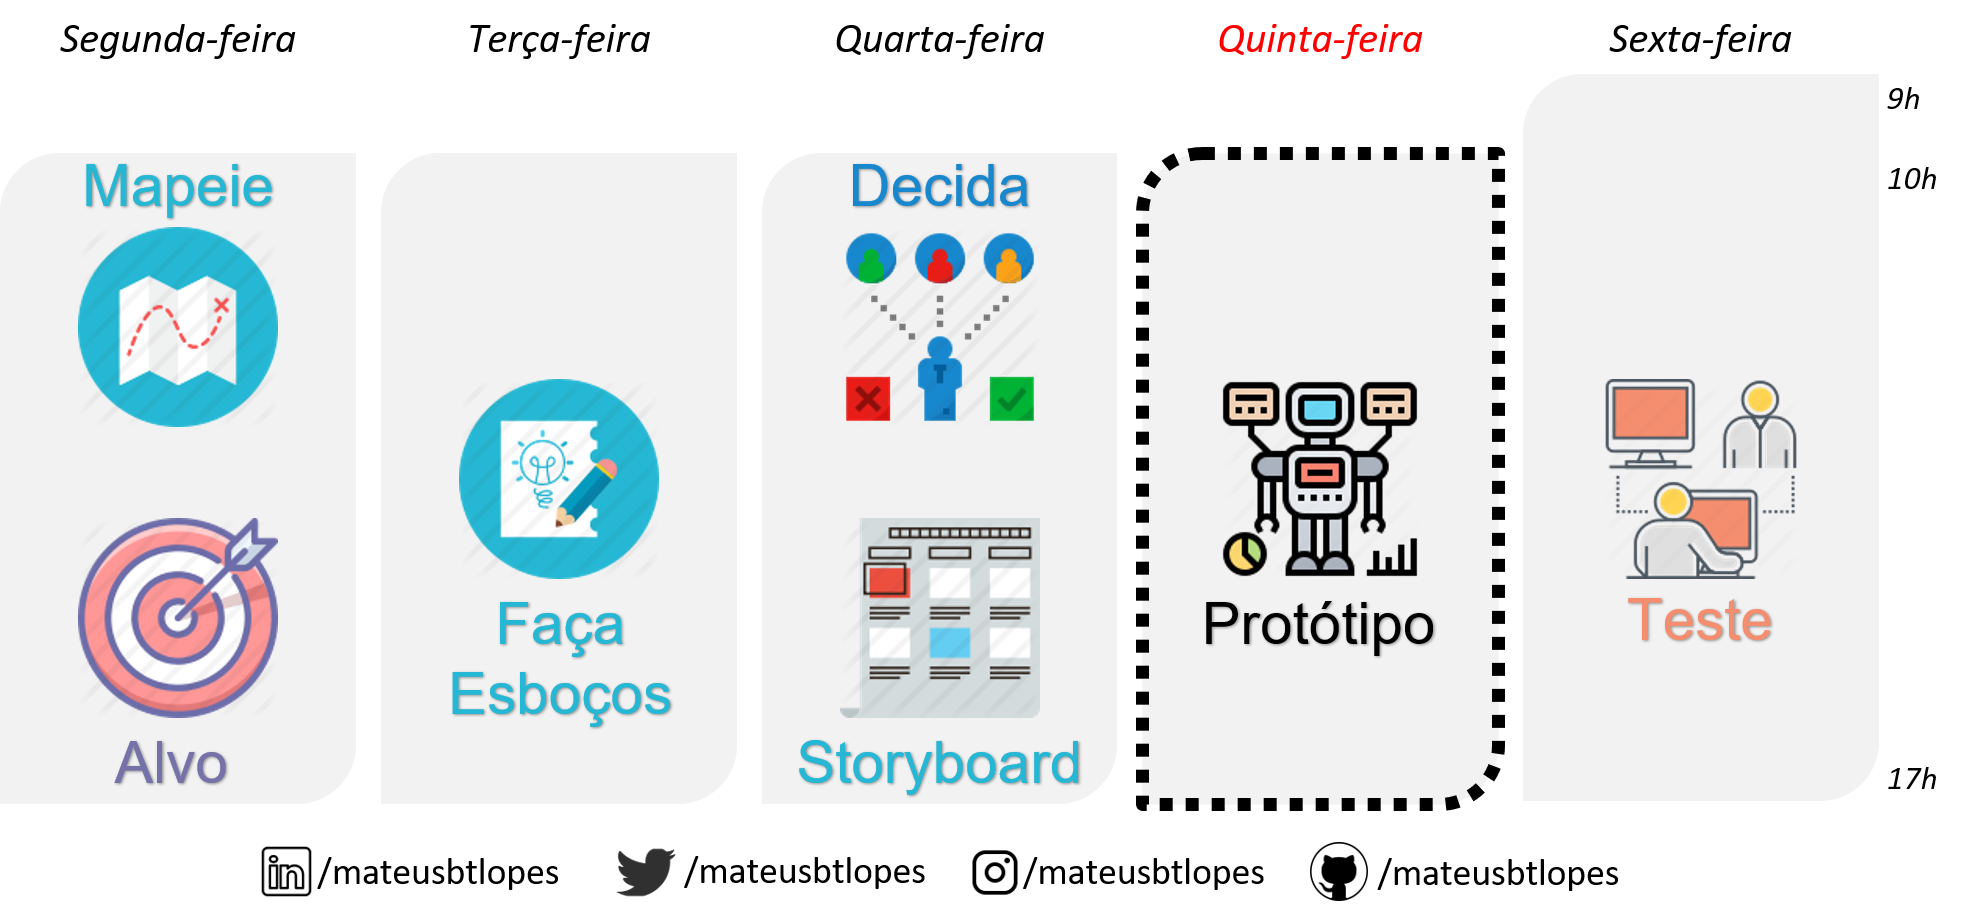 Segunda-feira
Terça-feira
Quarta-feira
Quinta-feira
Sexta-feira
9h
10h
17h
Mapeie
Alvo
Faça
Esboços
Decida
Storyboard
Protótipo
Teste
in /mateusbtlopes
/mateusbtlopes
/mateusbtlopes
/mateusbtlopes